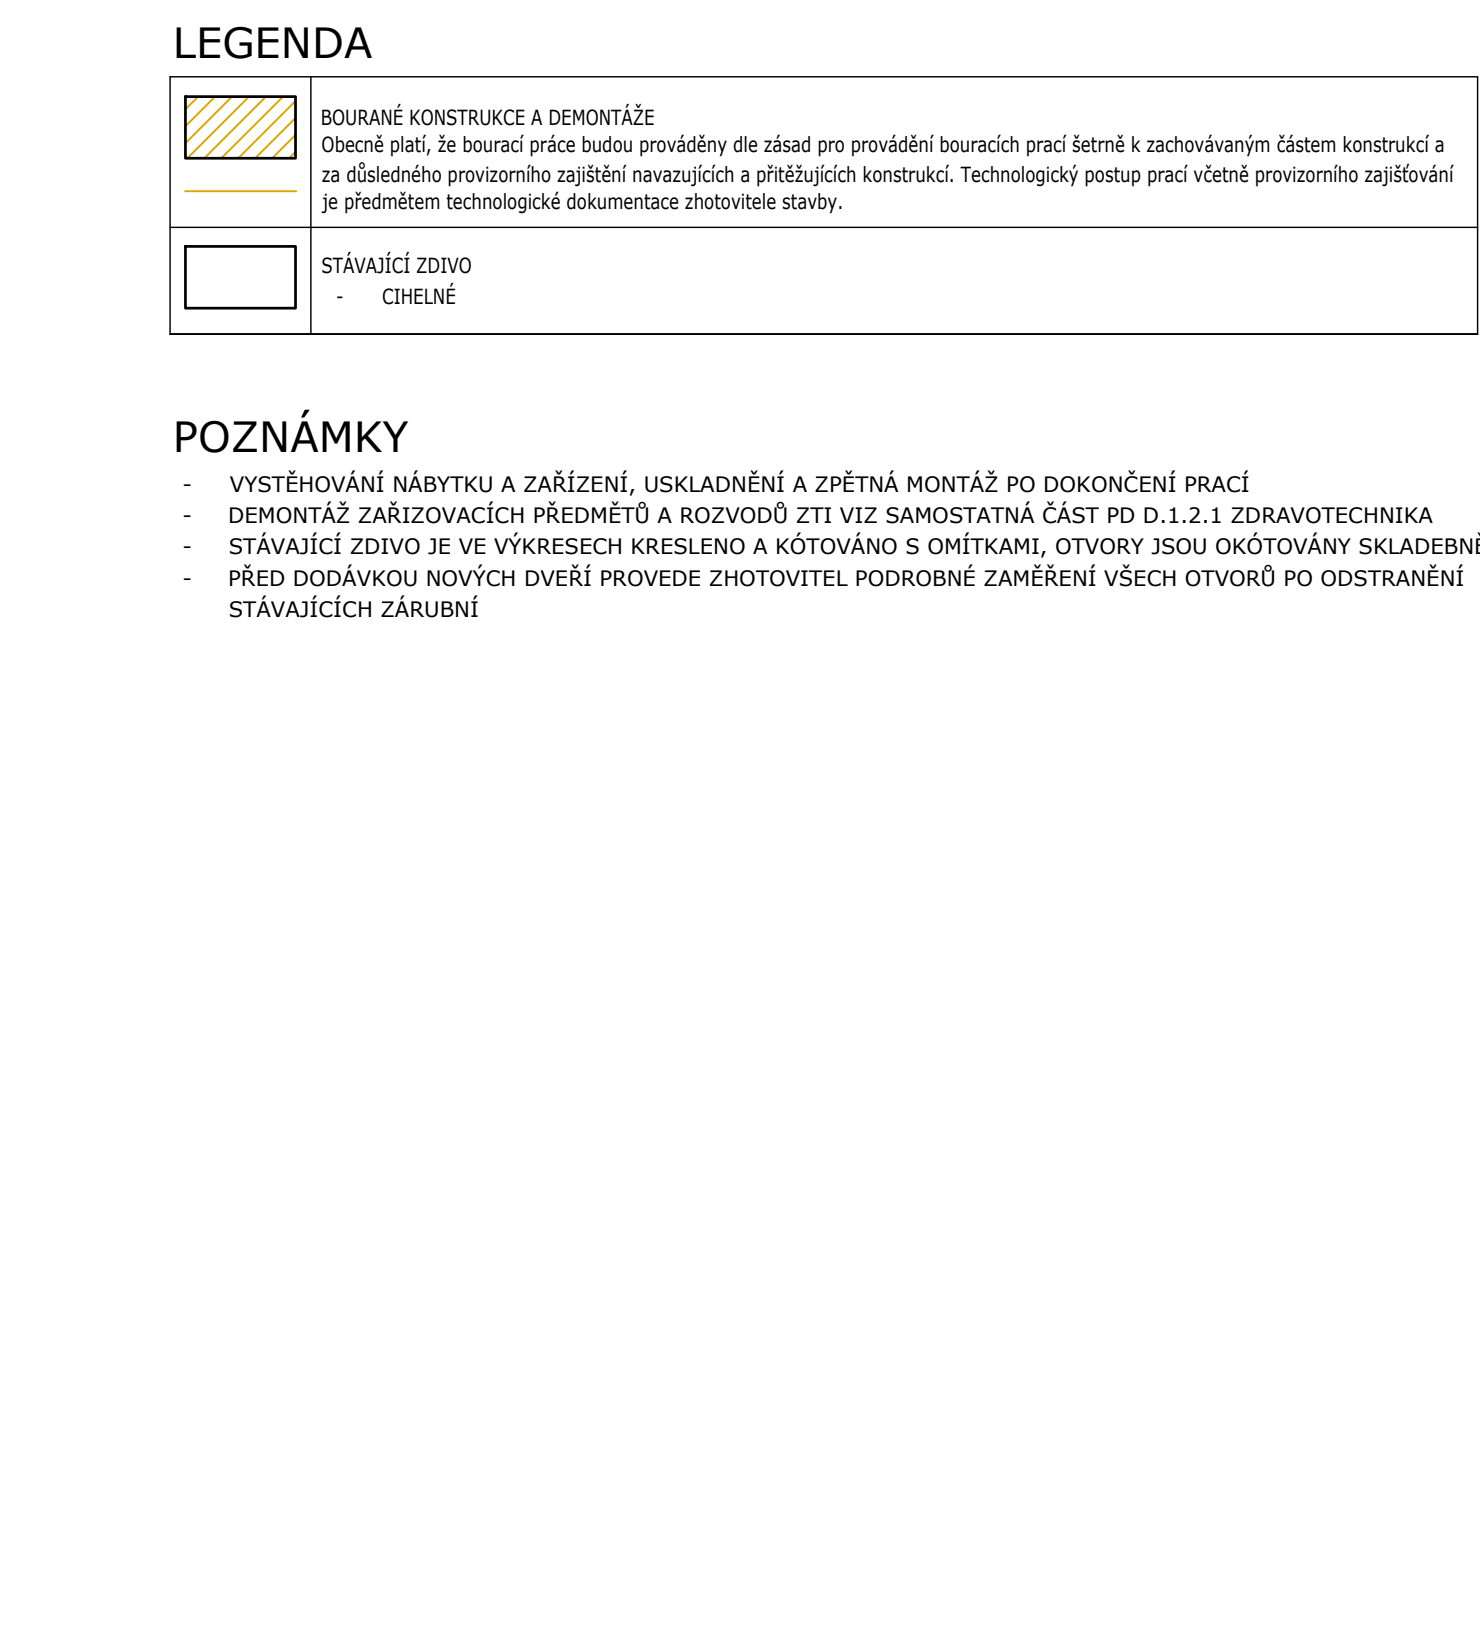 LEGENDA
BOURANÉ KONSTRUKCE A DEMONTÁŽE
Obecně platí, že bourací práce budou prováděny dle zásad pro provádění bouracích prací šetrně k zachovávaným částem konstrukcí a
za důsledného provizorního zajištění navazujících a přitěžujících konstrukcí. Technologický postup prací včetně provizorního zajišťování
je předmětem technologické dokumentace zhotovitele stavby.
STÁVAJÍCÍ ZDIVO
- CIHELNÉ
POZNÁMKY
- VYSTĚHOVÁNÍ NÁBYTKU A ZAŘÍZENÍ, USKLADNĚNÍ A ZPĚTNÁ MONTÁŽ PO DOKONČENÍ PRACÍ
- DEMONTÁŽ ZAŘIZOVACÍCH PŘEDMĚTŮ A ROZVODŮ ZTI VIZ SAMOSTATNÁ ČÁST PD D.1.2.1 ZDRAVOTECHNIKA
- STÁVAJÍCÍ ZDIVO JE VE VÝKRESECH KRESLENO A KÓTOVÁNO S OMÍTKAMI, OTVORY JSOU OKÓTOVÁNY SKLADEBNĚ
- PŘED DODÁVKOU NOVÝCH DVEŘÍ PROVEDE ZHOTOVITEL PODROBNÉ ZAMĚŘENÍ VŠECH OTVORŮ PO ODSTRANĚNÍ
STÁVAJÍCÍCH ZÁRUBNÍ